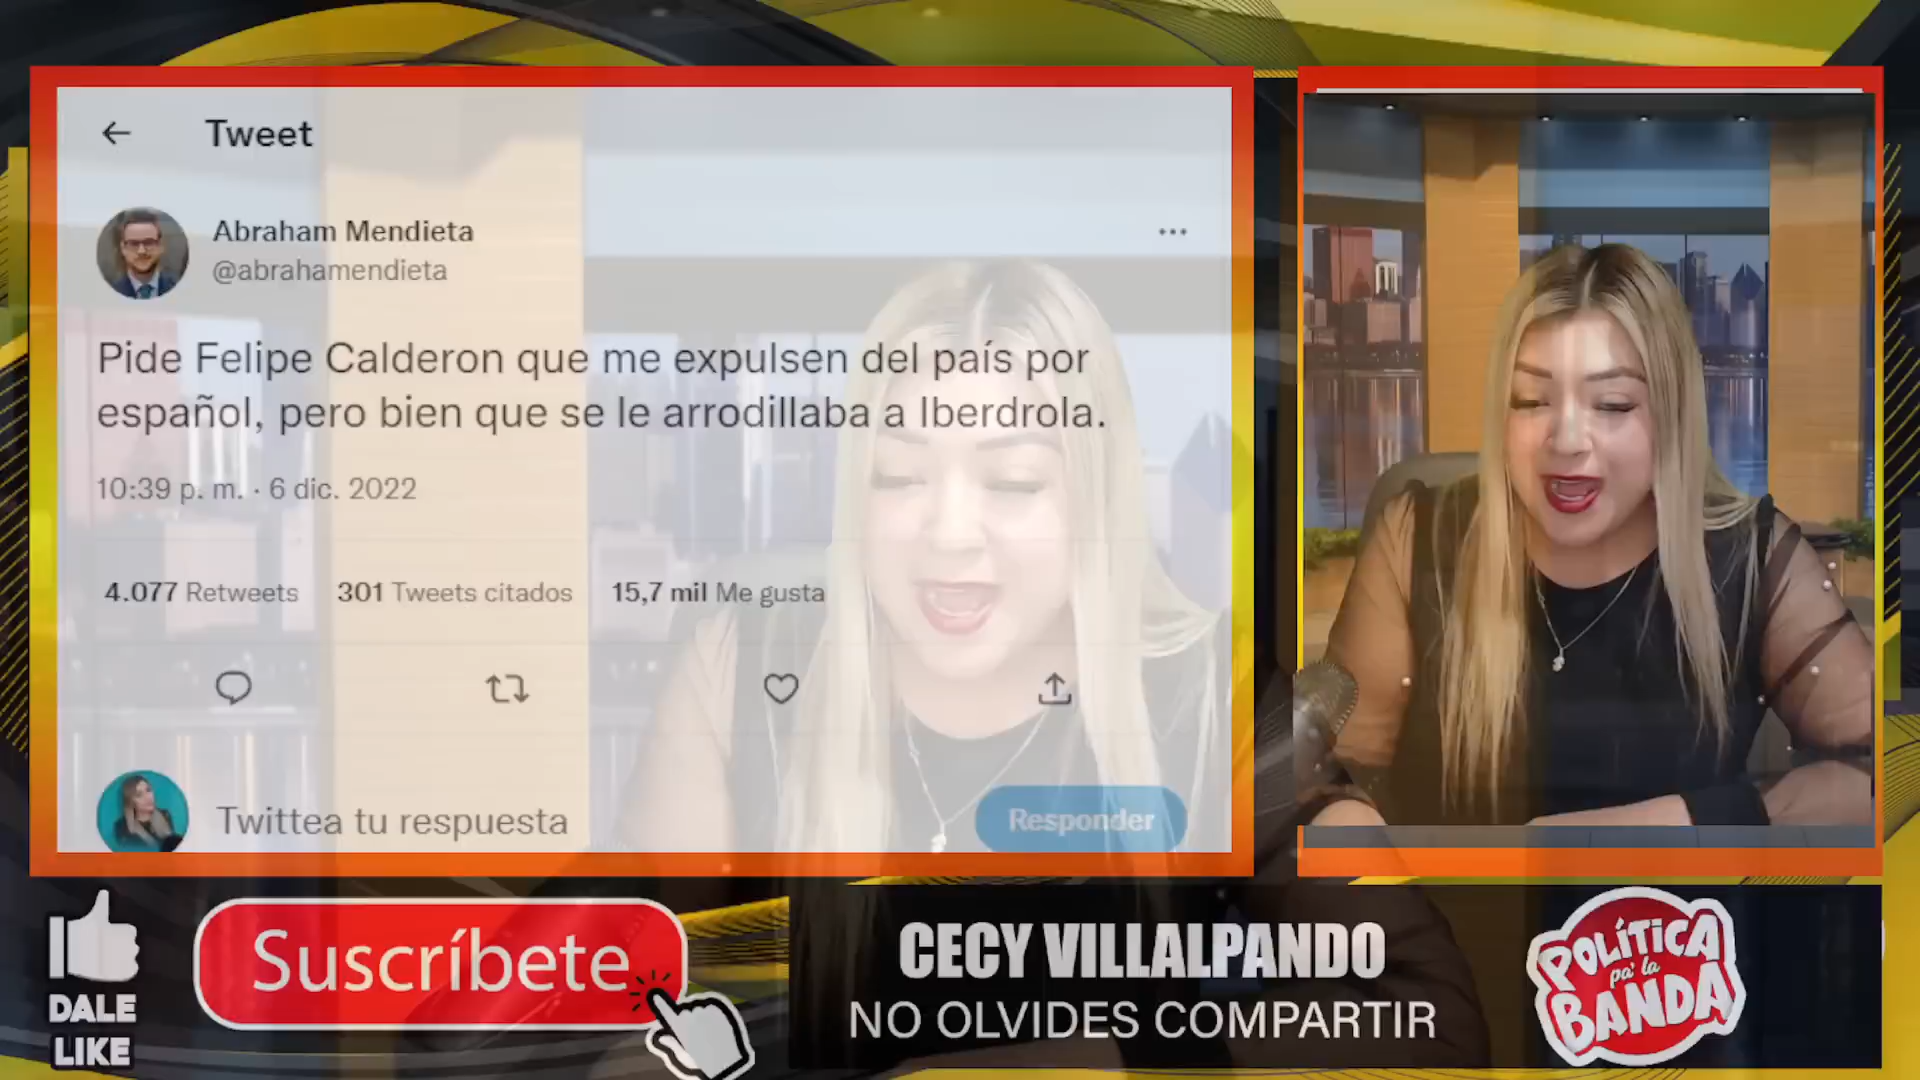 Tweet
Abraham Mendieta
@abrahamendieta
Pide Felipe Calderon que me expulsen del país por
español, pero bien que se le arrodillaba a Iberdrola.
10:39 p. m. · 6 dic. 2022
4.077 Retweets 301 Tweets citados 15,7 mil Me gusta
Twittea tu respuesta
Responder
DALE
LIKE
Suscríbete
CECY VILLALPANDO
NO OLVIDES COMPARTIR
POLÍTICA
pa' la
BANDA